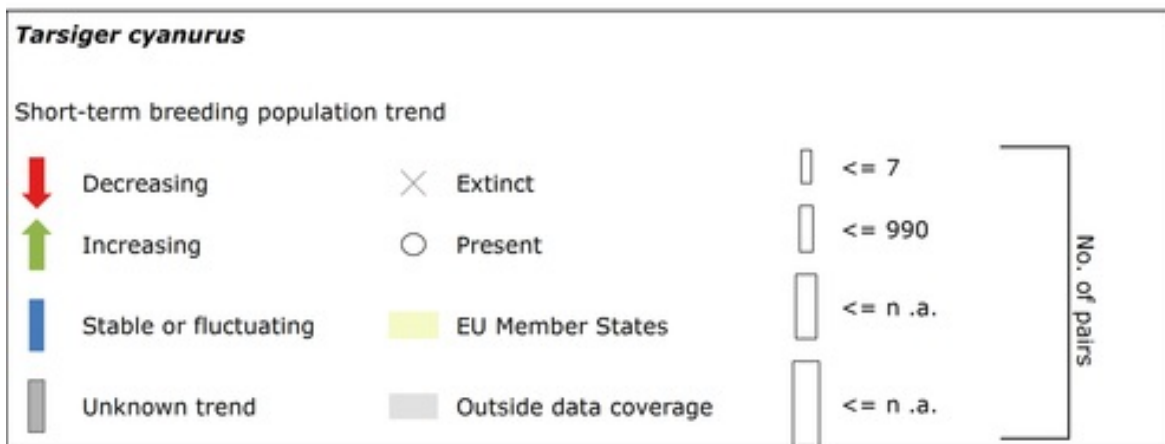 Tarsiger cyanurus
Short-term breeding population trend
Decreasing
Extinct
<= 7
Increasing
Present
<= 990
Stable or fluctuating
EU Member States
<= n .a.
Unknown trend
Outside data coverage
<= n .a.
No. of pairs